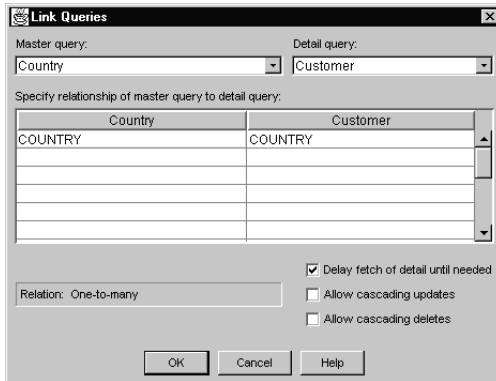 Link Queries
Master query: Detail query:
Country Customer
Specify relationship of master query to detail query:
Country Customer
COUNTRY COUNTRY
Delay fetch of detail until needed
Relation: One-to-many
Allow cascading updates
Allow cascading deletes
OK Cancel Help